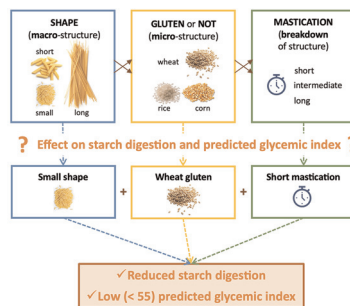 SHAPE
(macro-structure)
short
small
long
GLUTEN or NOT
(micro-structure)
wheat
rice
corn
MASTICATION
(breakdown
of structure)
short
intermediate
long
? Effect on starch digestion and predicted glycemic index ?
Small shape
+
Wheat gluten
+
Short mastication
✓Reduced starch digestion
✓Low (< 55) predicted glycemic index